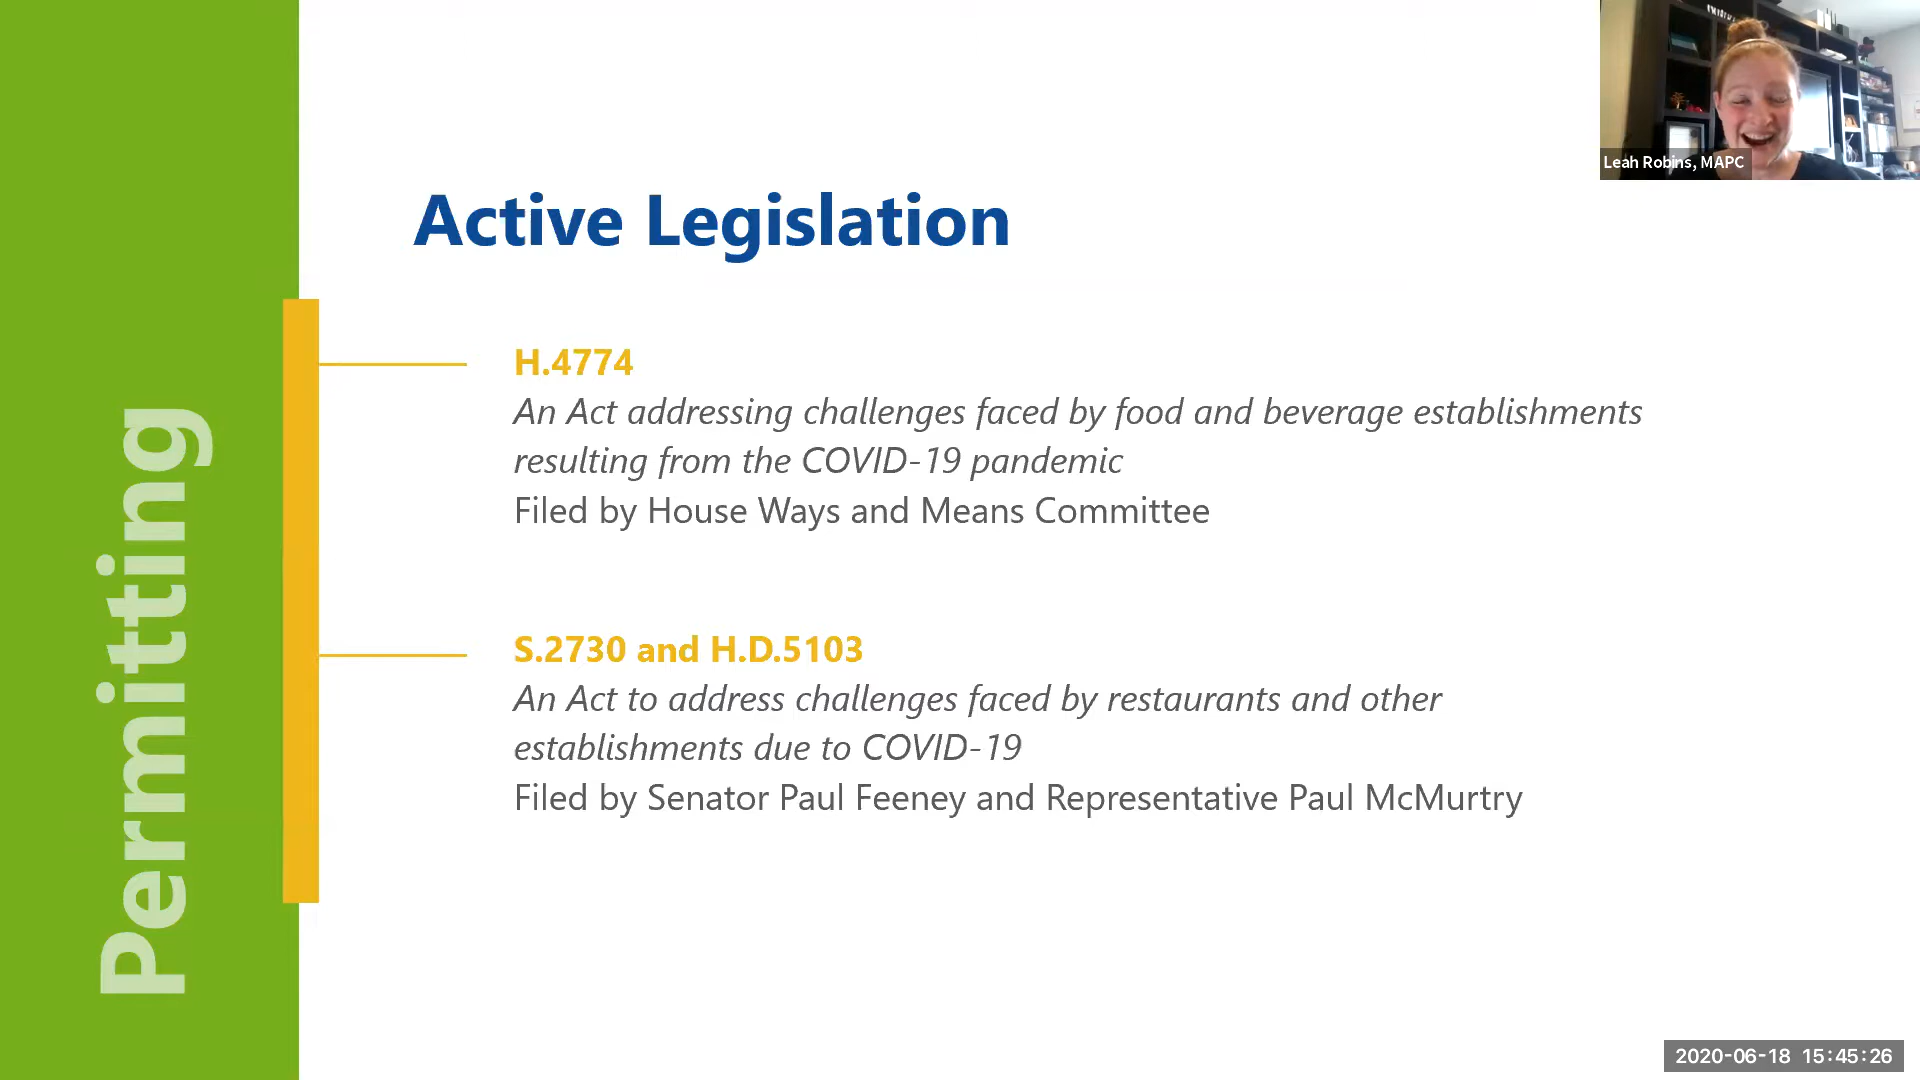 Leah Robins, MAPC
Active Legislation
H.4774
An Act addressing challenges faced by food and beverage establishments
resulting from the COVID-19 pandemic
Filed by House Ways and Means Committee
S.2730 and H.D.5103
An Act to address challenges faced by restaurants and other
establishments due to COVID-19
Filed by Senator Paul Feeney and Representative Paul McMurtry
Permitting
2020-06-18 15:45:26